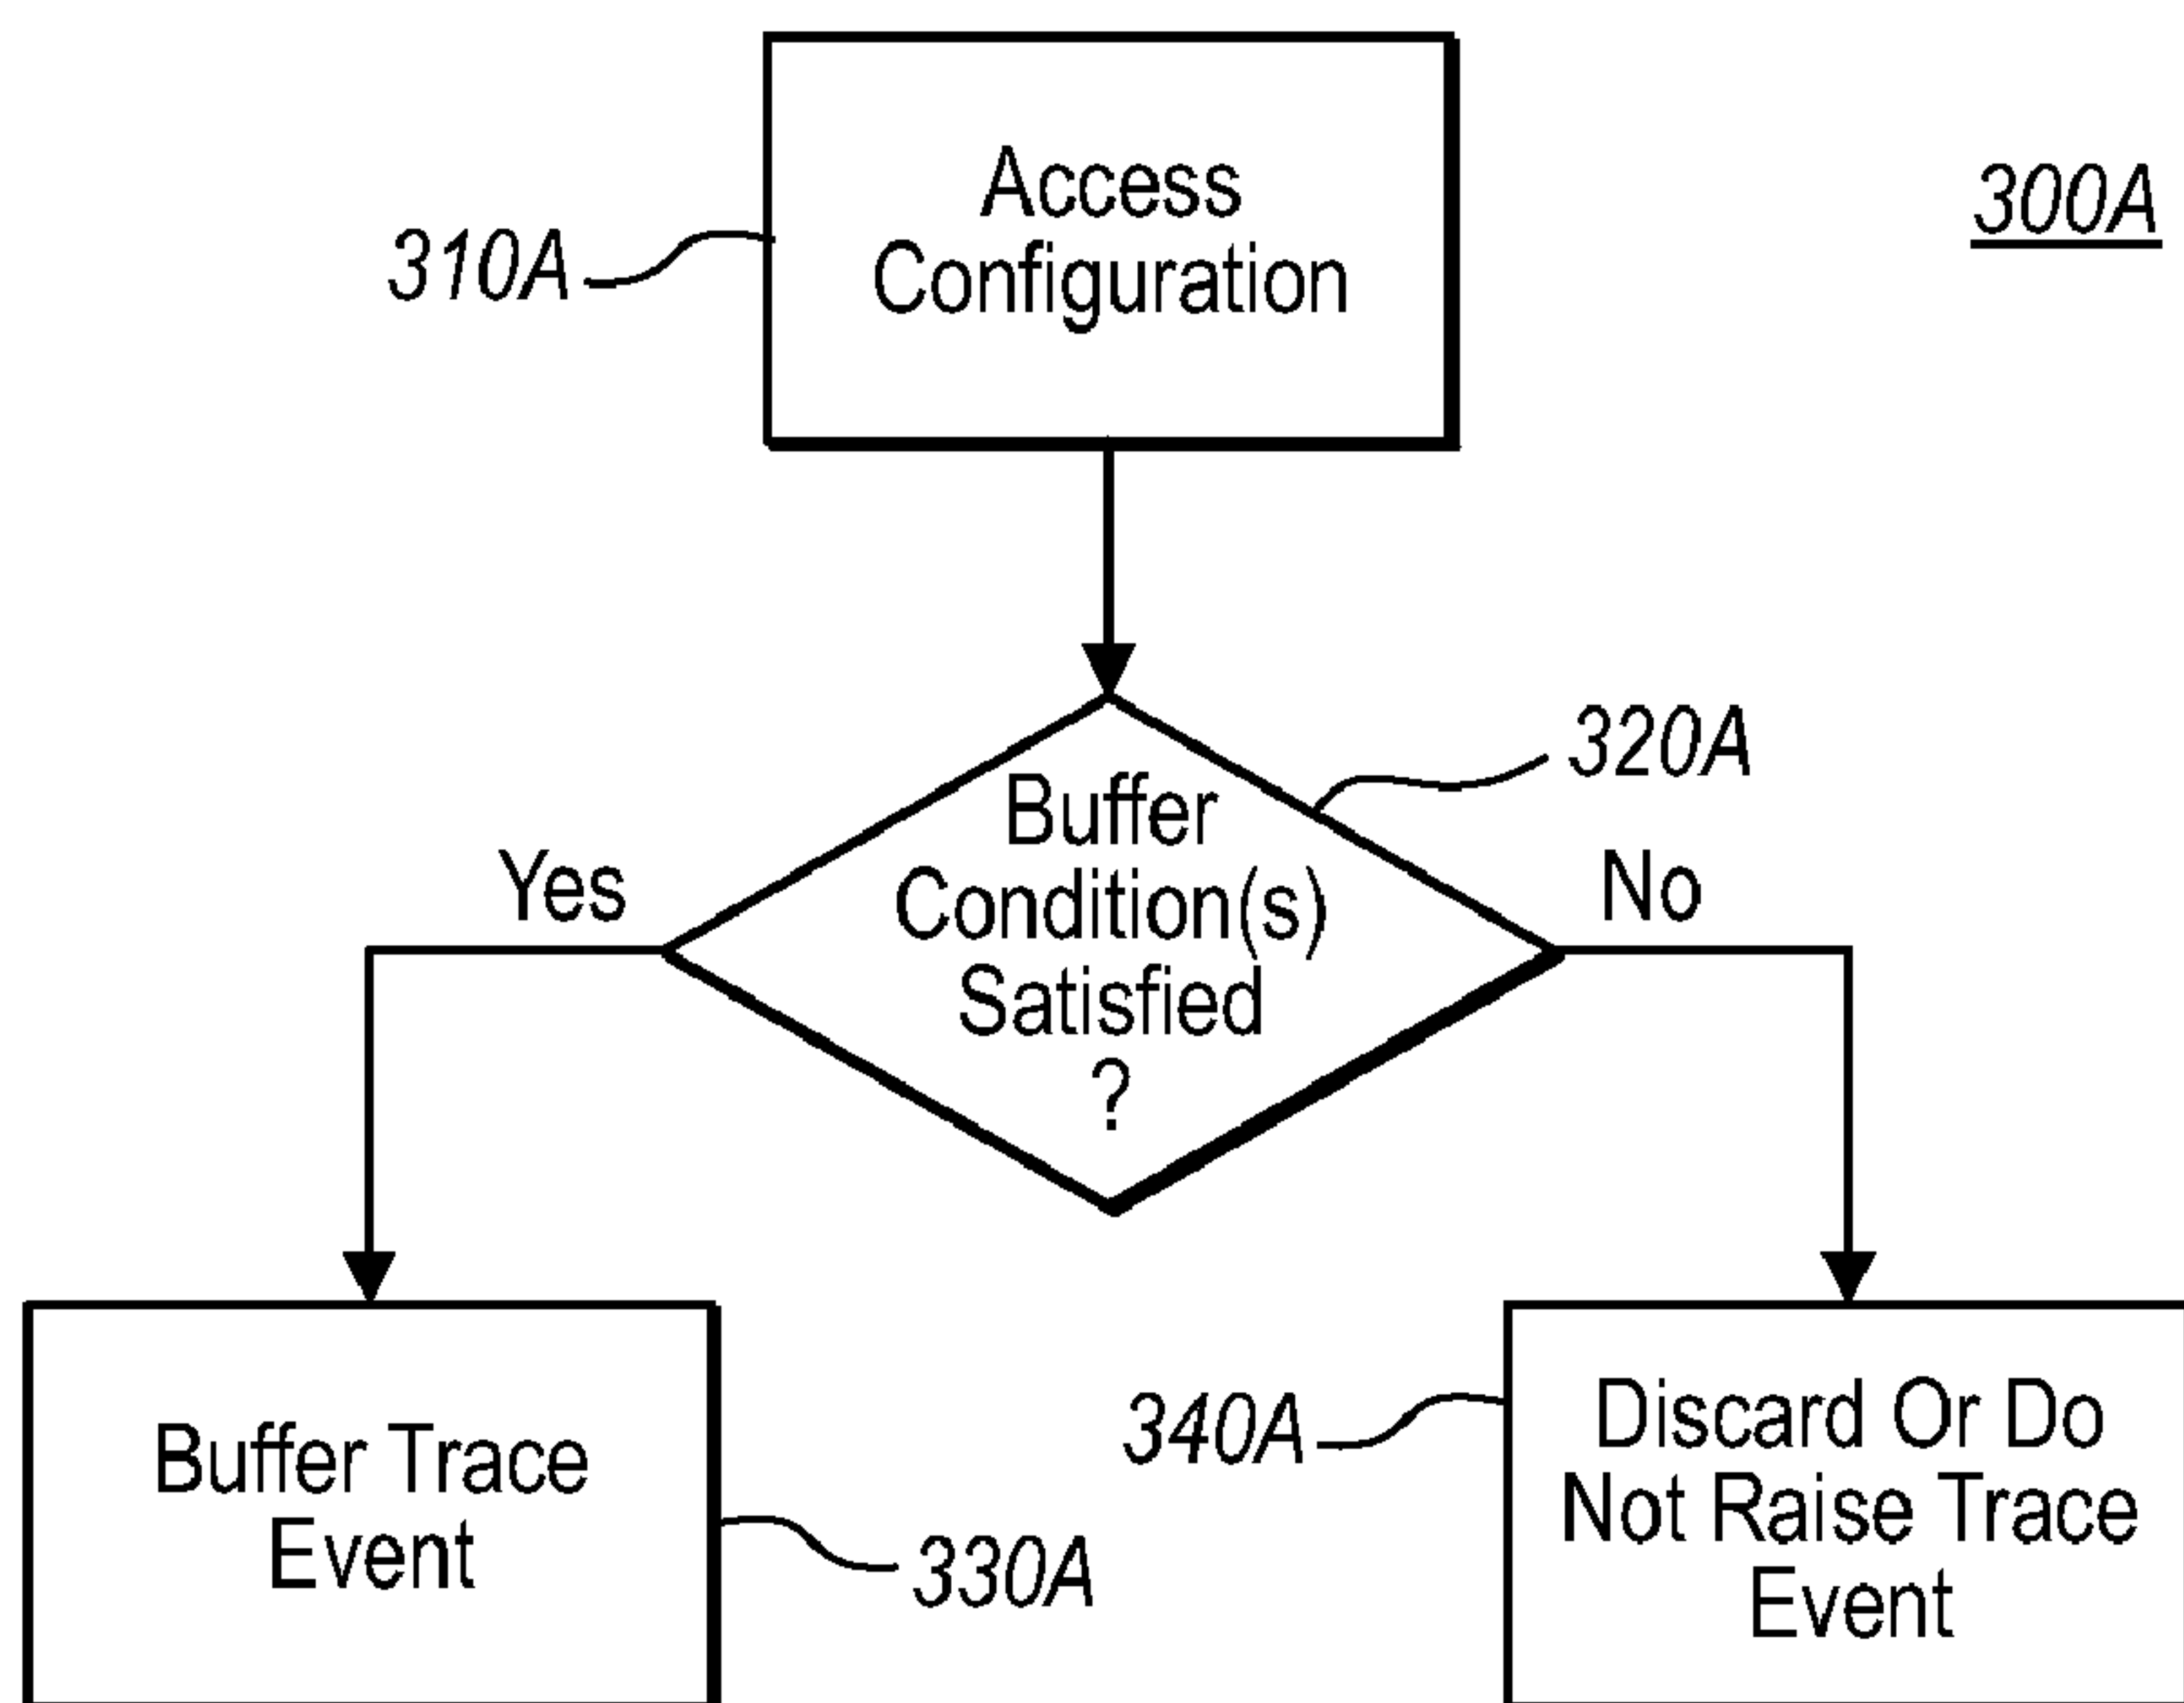 Access
Configuration
300A
310A
320A
Buffer
Condition(s)
Satisfied
?
Yes
No
Buffer Trace
Event
330A
340A
Discard Or Do
Not Raise Trace
Event